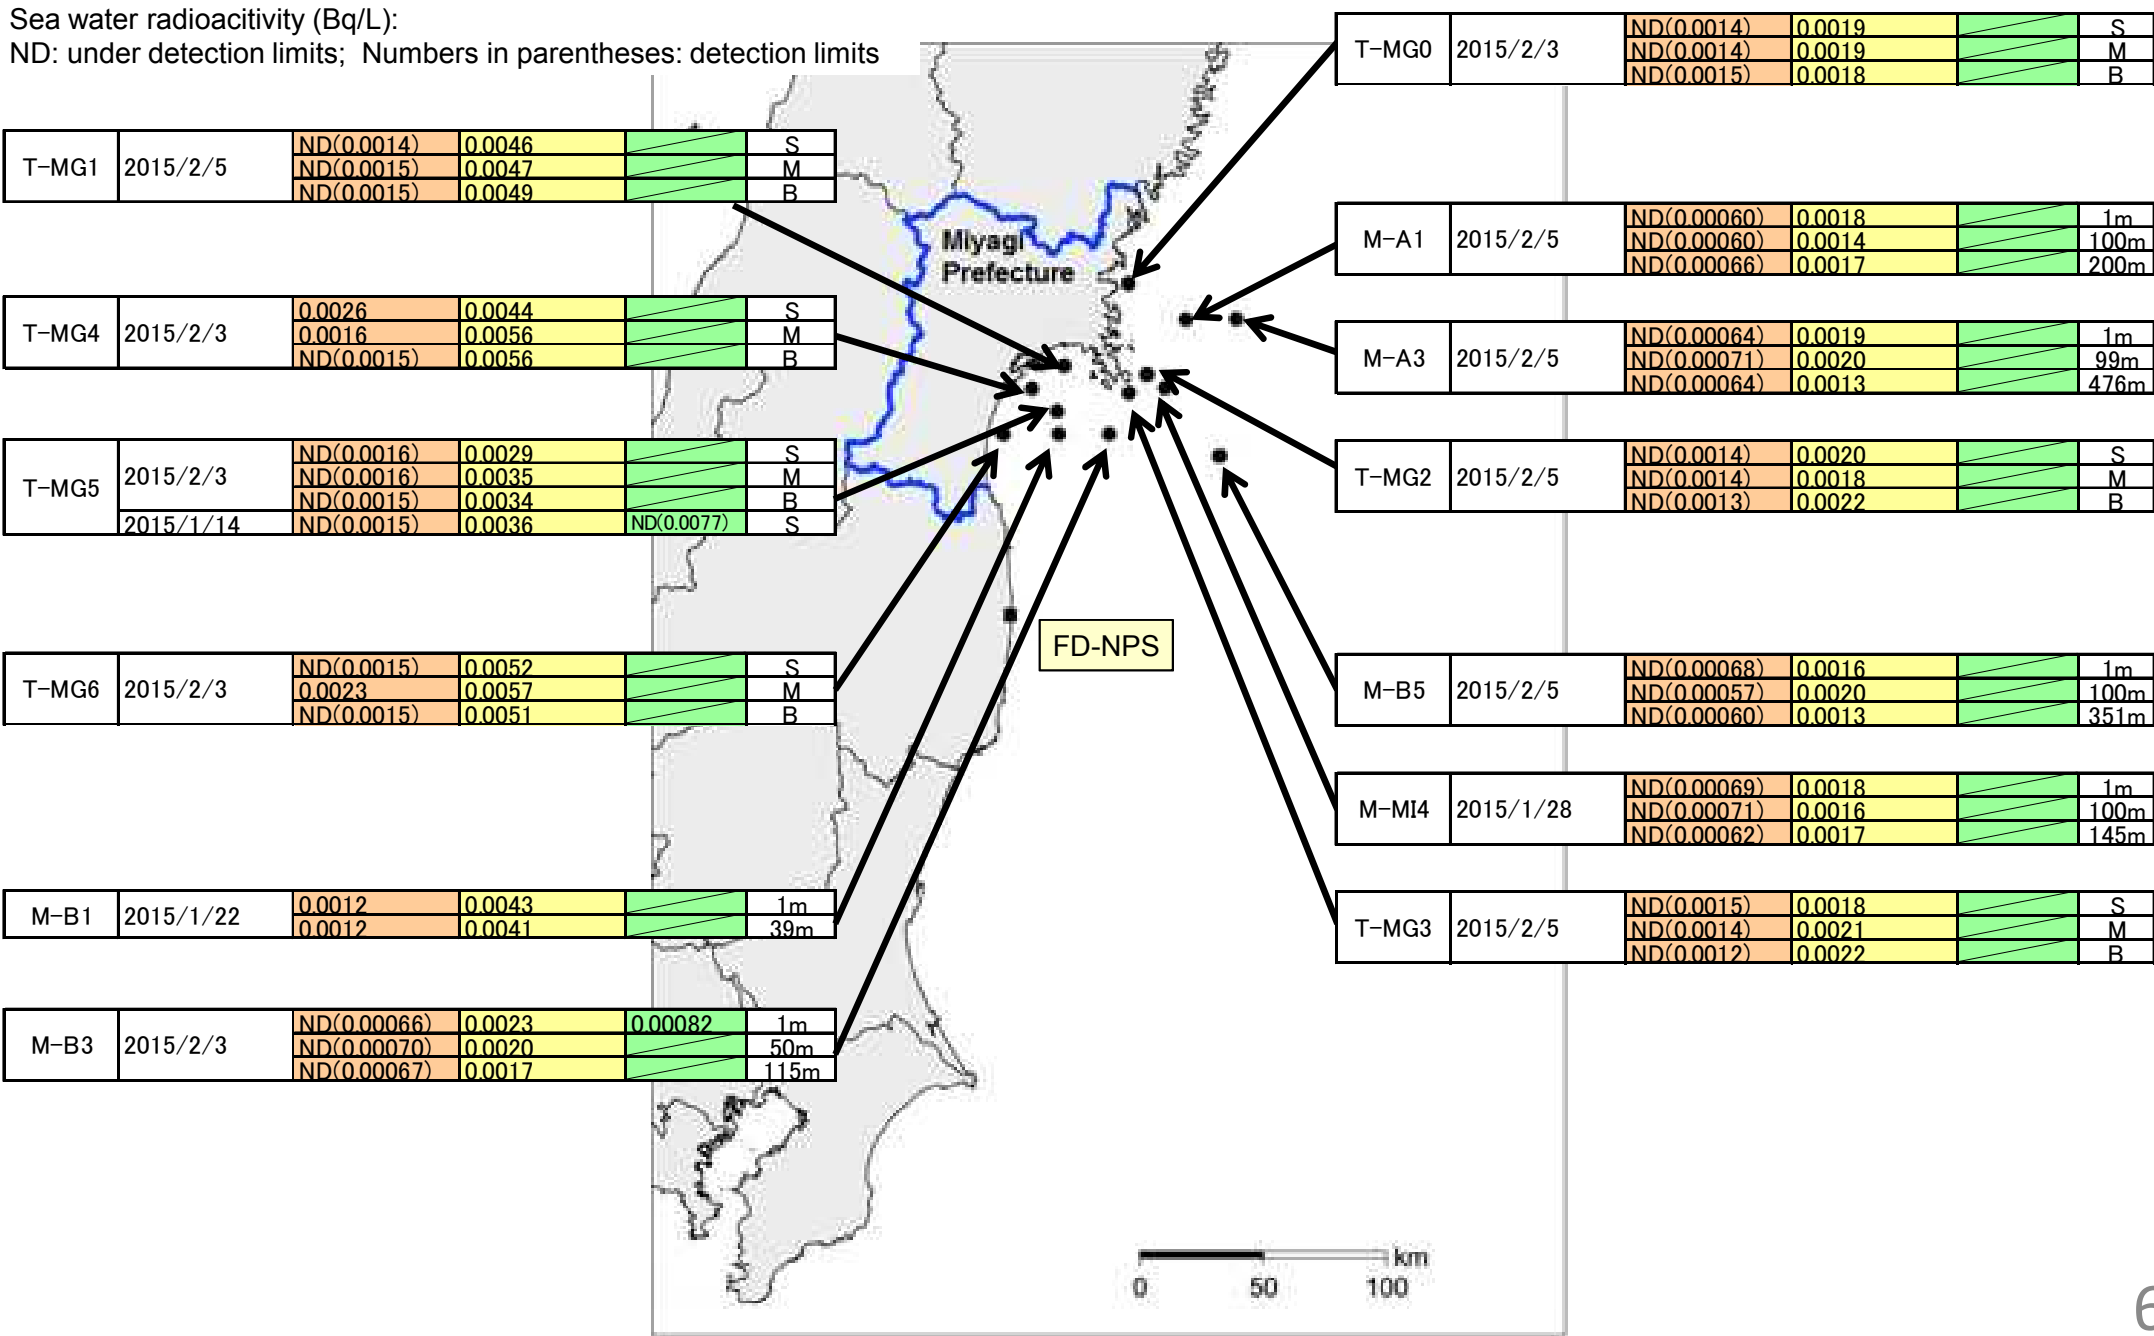 Sea water radioacitivity (Bq/L):
ND: under detection limits; Numbers in parentheses: detection limits
T-MG1 2015/2/5 ND(0.0014) 0.0046 S
ND(0.0015) 0.0047 M
ND(0.0015) 0.0049 B
T-MG4 2015/2/3 0.0026 0.0044 S
0.0016 0.0056 M
ND(0.0015) 0.0056 B
T-MG5 2015/2/3 ND(0.0016) 0.0029 S
ND(0.0016) 0.0035 M
ND(0.0015) 0.0034 B
2015/1/14 ND(0.0015) 0.0036 ND(0.0077) S
T-MG6 2015/2/3 ND(0.0015) 0.0052 S
0.0023 0.0057 M
ND(0.0015) 0.0051 B
M-B1 2015/1/22 0.0012 0.0043 1m
0.0012 0.0041 39m
M-B3 2015/2/3 ND(0.00066) 0.0023 0.00082 1m
ND(0.00070) 0.0020 50m
ND(0.00067) 0.0017 115m
Miyagi
Prefecture
FD-NPS
T-MG0 2015/2/3 ND(0.0014) 0.0019 S
ND(0.0014) 0.0019 M
ND(0.0015) 0.0018 B
M-A1 2015/2/5 ND(0.00060) 0.0018 1m
ND(0.00060) 0.0014 100m
ND(0.00066) 0.0017 200m
M-A3 2015/2/5 ND(0.00064) 0.0019 1m
ND(0.00071) 0.0020 99m
ND(0.00064) 0.0013 476m
T-MG2 2015/2/5 ND(0.0014) 0.0020 S
ND(0.0014) 0.0018 M
ND(0.0013) 0.0022 B
M-B5 2015/2/5 ND(0.00068) 0.0016 1m
ND(0.00057) 0.0020 100m
ND(0.00060) 0.0013 351m
M-MI4 2015/1/28 ND(0.00069) 0.0018 1m
ND(0.00071) 0.0016 100m
ND(0.00062) 0.0017 145m
T-MG3 2015/2/5 ND(0.0015) 0.0018 S
ND(0.0014) 0.0021 M
ND(0.0012) 0.0022 B
km
0 50 100
6